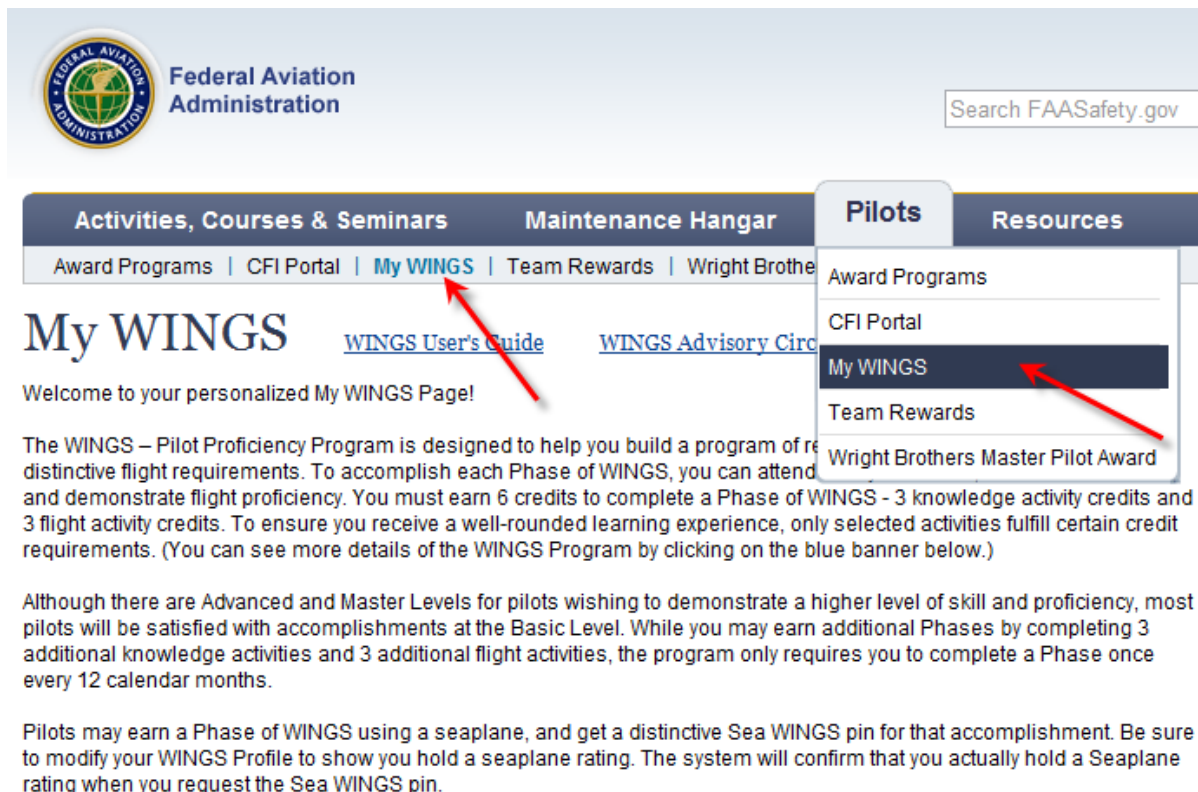 FEDERAL AVIATION ADMINISTRATION
Federal Aviation
Administration
Search FAASafety.gov
Activities, Courses & Seminars Maintenance Hangar Pilots Resources
Award Programs | CFI Portal | My WINGS | Team Rewards | Wright Brothe
Award Programs
CFI Portal
My WINGS
Team Rewards
Wright Brothers Master Pilot Award
My WINGS WINGS User's Guide WINGS Advisory Circ
Welcome to your personalized My WINGS Page!
The WINGS – Pilot Proficiency Program is designed to help you build a program of re
distinctive flight requirements. To accomplish each Phase of WINGS, you can attend
and demonstrate flight proficiency. You must earn 6 credits to complete a Phase of WINGS - 3 knowledge activity credits and
3 flight activity credits. To ensure you receive a well-rounded learning experience, only selected activities fulfill certain credit
requirements. (You can see more details of the WINGS Program by clicking on the blue banner below.)
Although there are Advanced and Master Levels for pilots wishing to demonstrate a higher level of skill and proficiency, most
pilots will be satisfied with accomplishments at the Basic Level. While you may earn additional Phases by completing 3
additional knowledge activities and 3 additional flight activities, the program only requires you to complete a Phase once
every 12 calendar months.
Pilots may earn a Phase of WINGS using a seaplane, and get a distinctive Sea WINGS pin for that accomplishment. Be sure
to modify your WINGS Profile to show you hold a seaplane rating. The system will confirm that you actually hold a Seaplane
rating when you request the Sea WINGS pin.